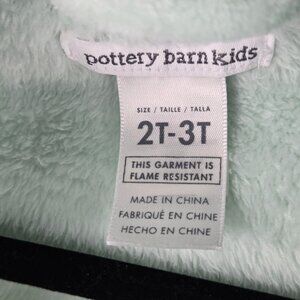 pottery barn kids
SIZE / TAILLE / TALLA
2T-3T
THIS GARMENT IS
FLAME RESISTANT
MADE IN CHINA
FABRIQUÉ EN CHINE
HECHO EN CHINE